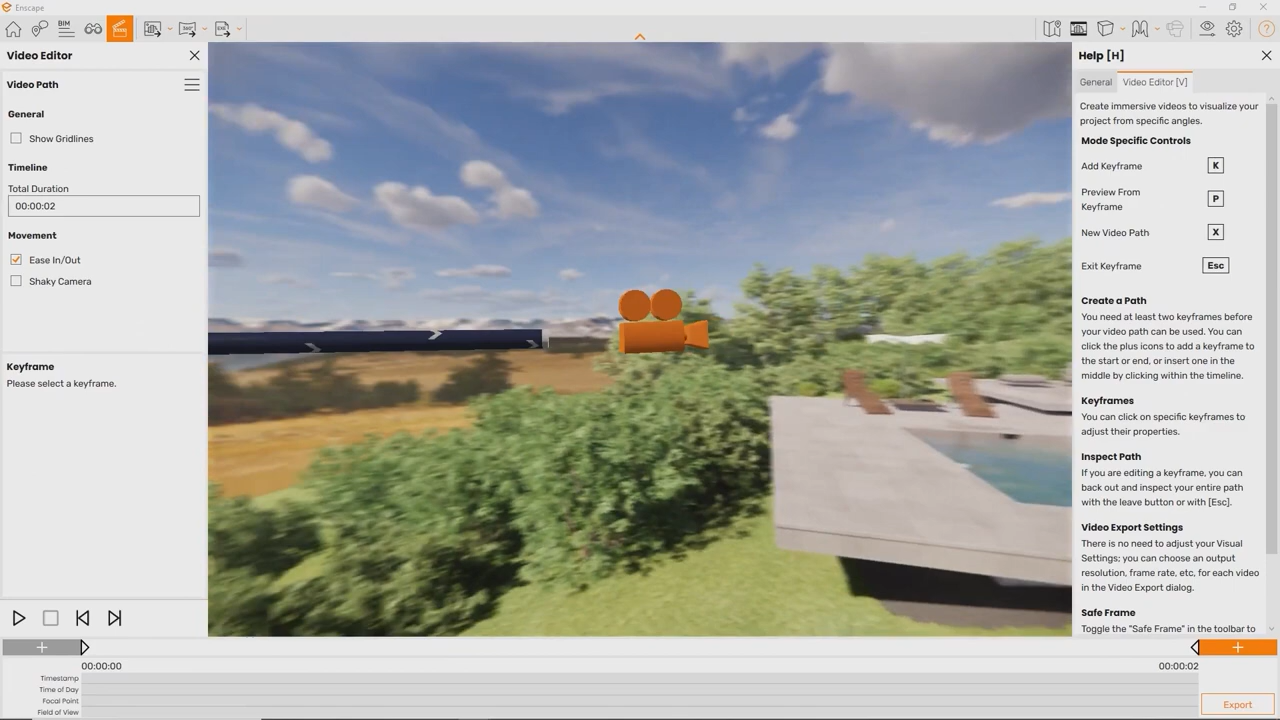 Enscape
BIM
360°
EXE
Video Editor
Video Path
General
Show Gridlines
Timeline
Total Duration
00:00:02
Movement
Ease In/Out
Shaky Camera
Keyframe
Please select a keyframe.
Help [H]
General
Video Editor [V]
Create immersive videos to visualize your
project from specific angles.
Mode Specific Controls
Add Keyframe
K
Preview From
Keyframe
P
New Video Path
X
Exit Keyframe
Esc
Create a Path
You need at least two keyframes before
your video path can be used. You can
click the plus icons to add a keyframe to
the start or end, or insert one in the
middle by clicking within the timeline.
Keyframes
You can click on specific keyframes to
adjust their properties.
Inspect Path
If you are editing a keyframe, you can
back out and inspect your entire path
with the leave button or with [Esc].
Video Export Settings
There is no need to adjust your Visual
Settings; you can choose an output
resolution, frame rate, etc, for each video
in the Video Export dialog.
Safe Frame
Toggle the "Safe Frame" in the toolbar to
00:00:00
00:00:02
Timestamp
Time of Day
Focal Point
Field of View
Export